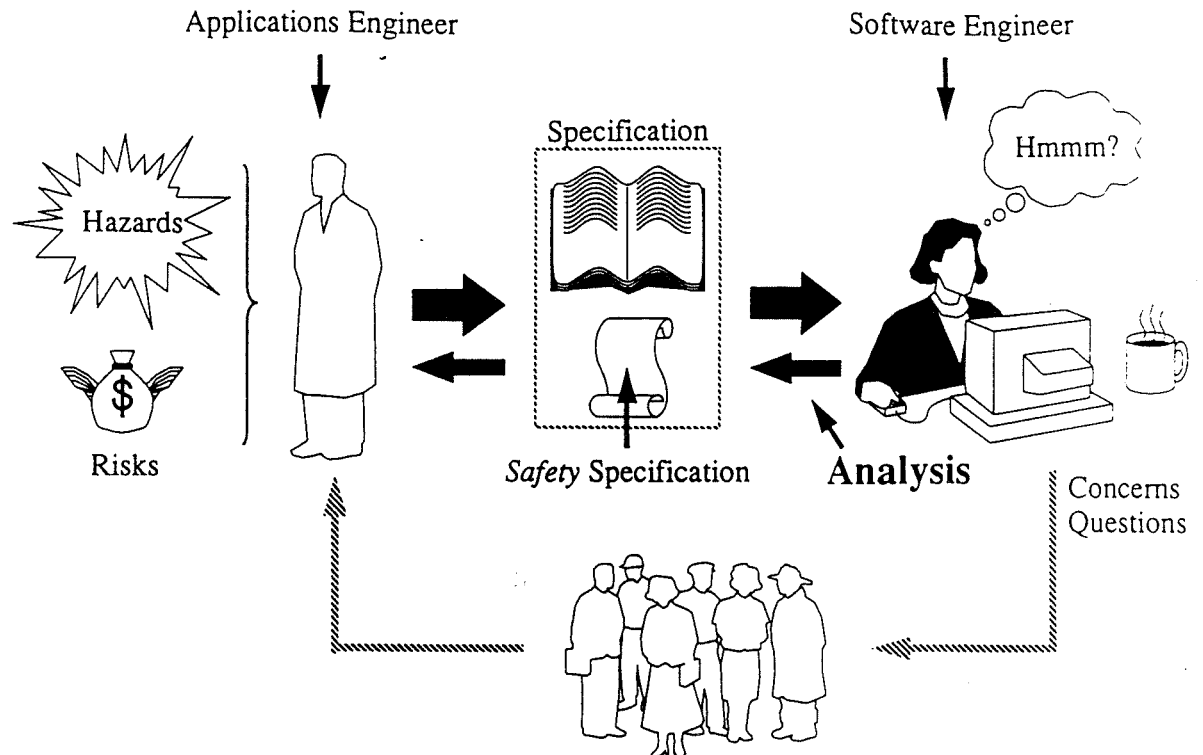 Applications Engineer
Software Engineer
Specification
Hmmm?
Hazards
$
Risks
Safety Specification
Analysis
Concerns
Questions